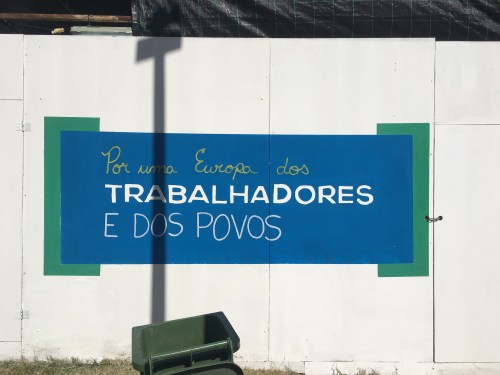 Por uma Europa dos
TRABALHADORES
E DOS POVOS